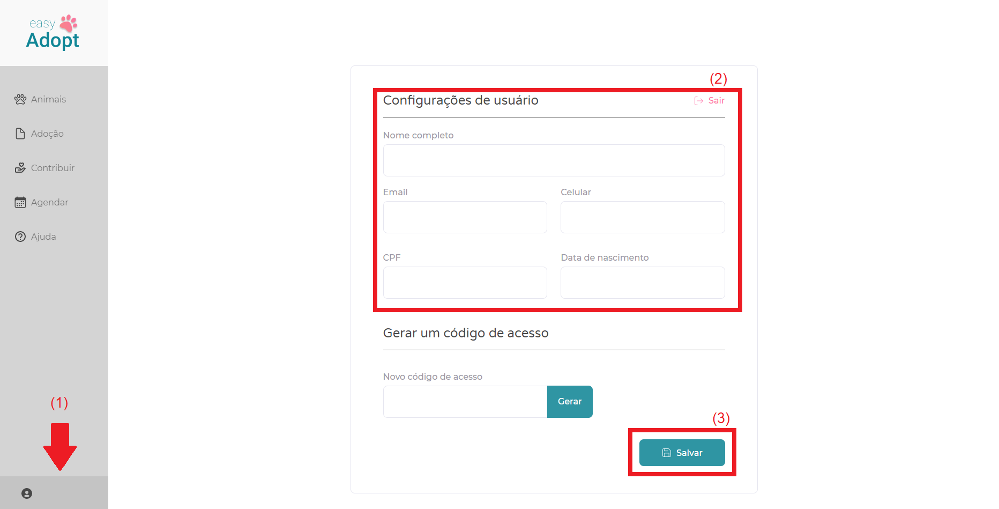 easy
Adopt
Animais
Adoção
Contribuir
Agendar
Ajuda
(1)
(2)
Configurações de usuário
Sair
Nome completo
Email
Celular
CPF
Data de nascimento
Gerar um código de acesso
Novo código de acesso
Gerar
(3)
Salvar